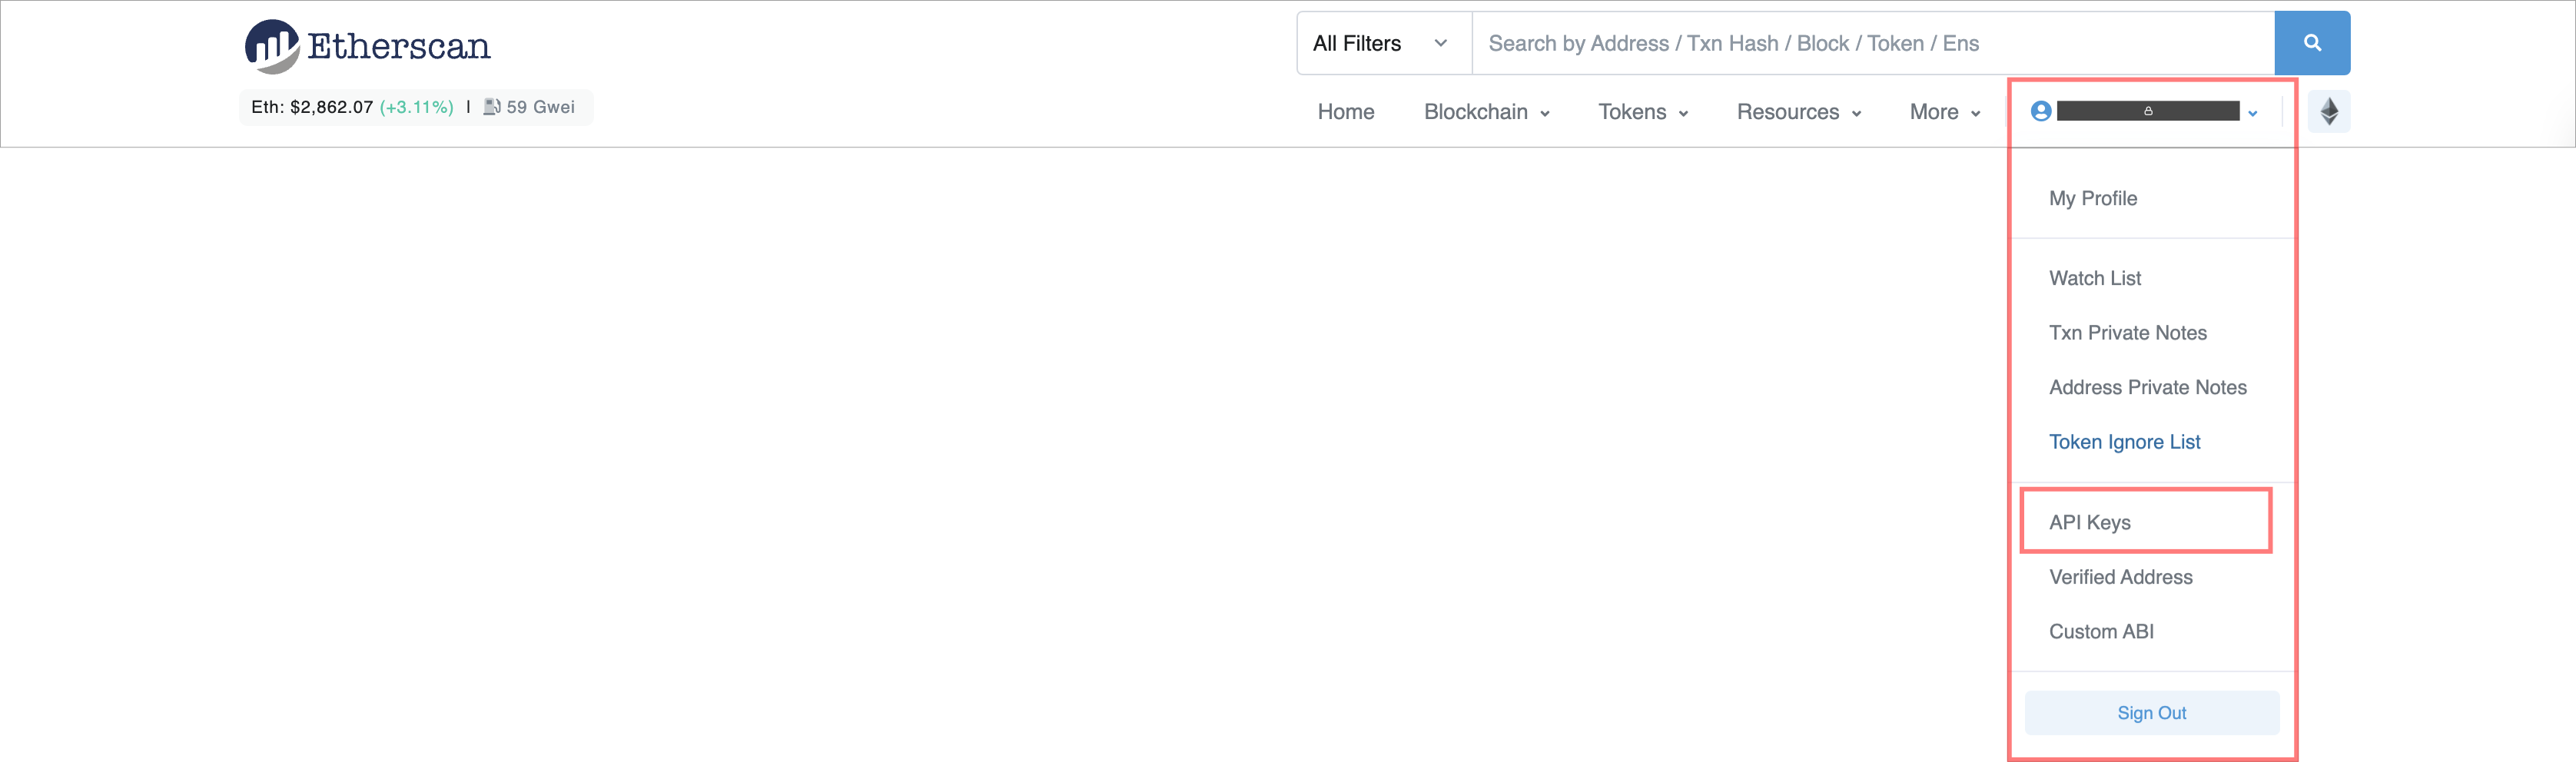 Etherscan
All Filters
Search by Address / Txn Hash / Block / Token / Ens
Eth: $2,862.07 (+3.11%) | 59 Gwei
Home Blockchain Tokens Resources More
My Profile
Watch List
Txn Private Notes
Address Private Notes
Token Ignore List
API Keys
Verified Address
Custom ABI
Sign Out